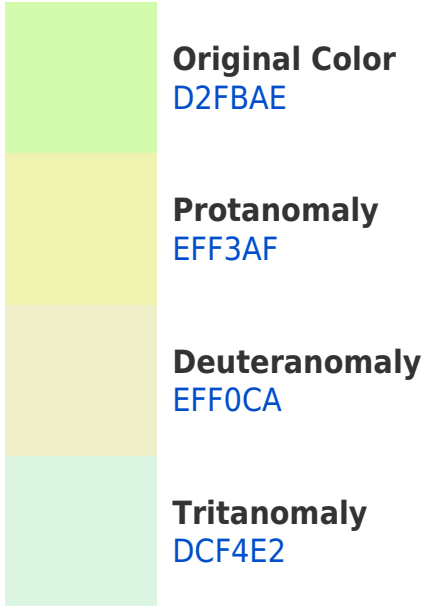 Original Color
D2FBAE
Protanomaly
EFF3AF
Deuteranomaly
EFF0CA
Tritanomaly
DCF4E2